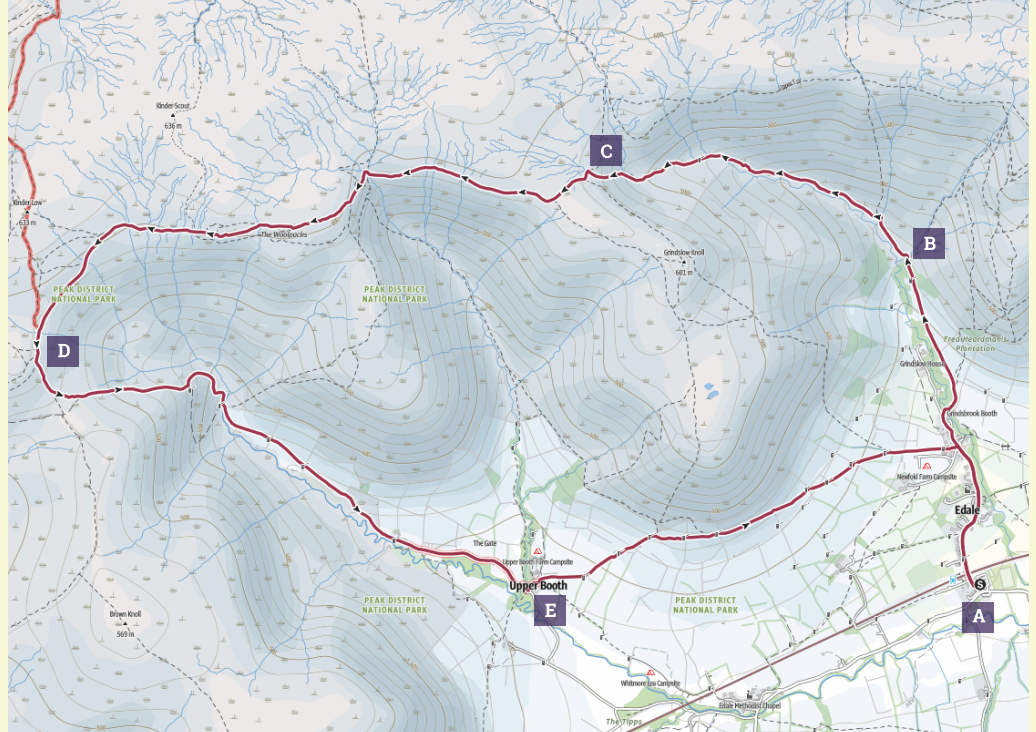 Kinder Scout
636 m
C
Kinder Low
633 m
The Woolpacks
B
Grindslow Knoll
601 m
PEAK DISTRICT
NATIONAL PARK
PEAK DISTRICT
NATIONAL PARK
D
Fred Heardman's
Plantation
Grindslow House
Grindsbrook Booth
Newfold Farm Campsite
Edale
The Gate
Upper Booth Farm Campsite
Upper Booth
E
S
A
PEAK DISTRICT
NATIONAL PARK
PEAK DISTRICT
NATIONAL PARK
Brown Knoll
569 m
Whitmore Lea Campsite
Edale Methodist Chapel
The Tipps